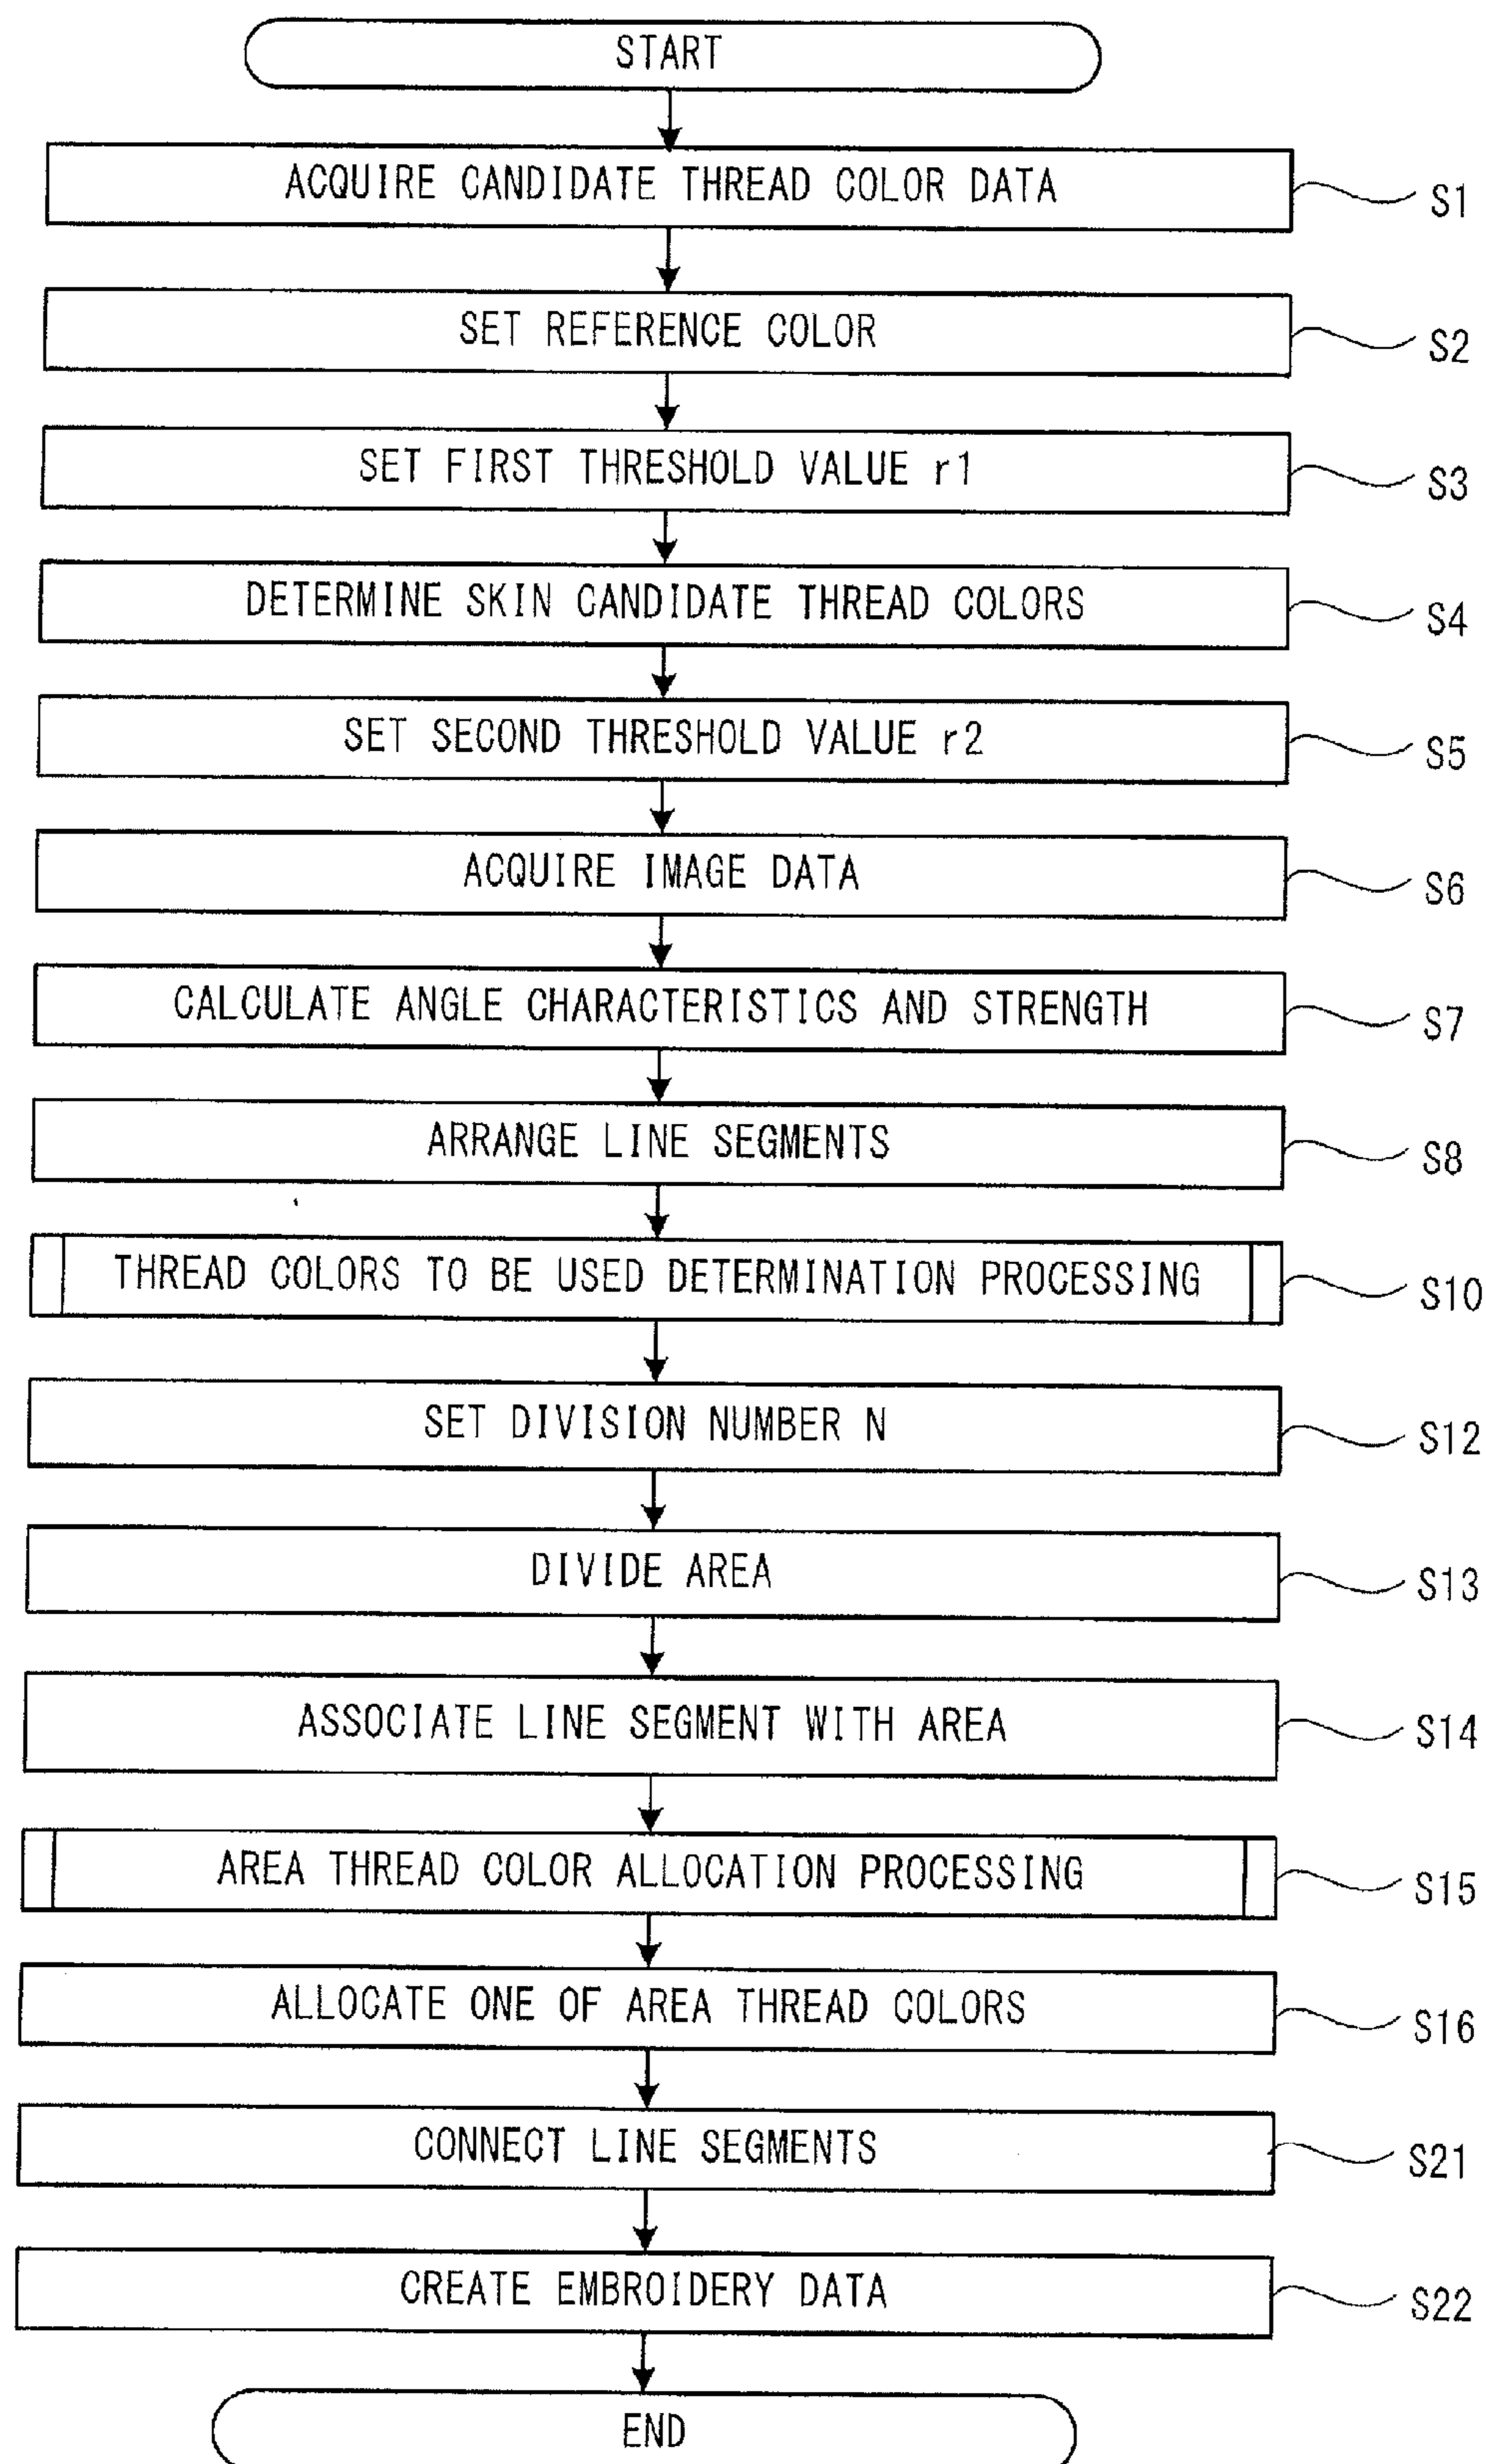 START
ACQUIRE CANDIDATE THREAD COLOR DATA
S1
SET REFERENCE COLOR
S2
SET FIRST THRESHOLD VALUE r1
S3
DETERMINE SKIN CANDIDATE THREAD COLORS
S4
SET SECOND THRESHOLD VALUE r2
S5
ACQUIRE IMAGE DATA
S6
CALCULATE ANGLE CHARACTERISTICS AND STRENGTH
S7
ARRANGE LINE SEGMENTS
S8
THREAD COLORS TO BE USED DETERMINATION PROCESSING
S10
SET DIVISION NUMBER N
S12
DIVIDE AREA
S13
ASSOCIATE LINE SEGMENT WITH AREA
S14
AREA THREAD COLOR ALLOCATION PROCESSING
S15
ALLOCATE ONE OF AREA THREAD COLORS
S16
CONNECT LINE SEGMENTS
S21
CREATE EMBROIDERY DATA
S22
END